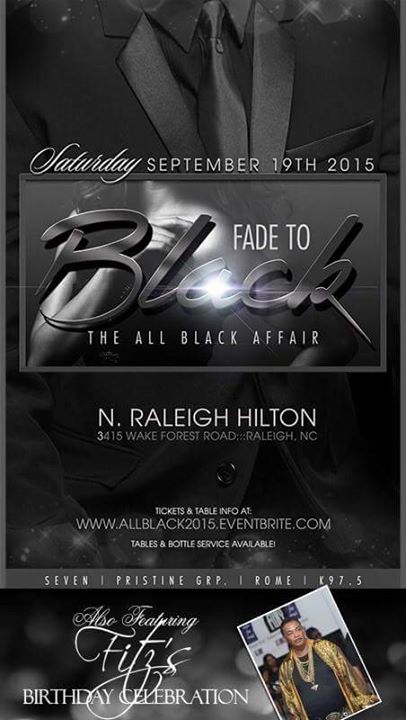 Saturday SEPTEMBER 19TH 2015
FADE TO
Black
THE ALL BLACK AFFAIR
N. RALEIGH HILTON
3415 WAKE FOREST ROAD:::RALEIGH, NC
TICKETS & TABLE INFO AT:
WWW.ALLBLACK2015.EVENTBRITE.COM
TABLES & BOTTLE SERVICE AVAILABLE!
SEVEN | PRISTINE GRP. | ROME | K97.5
Also Featuring
Fitz's
BIRTHDAY CELEBRATION